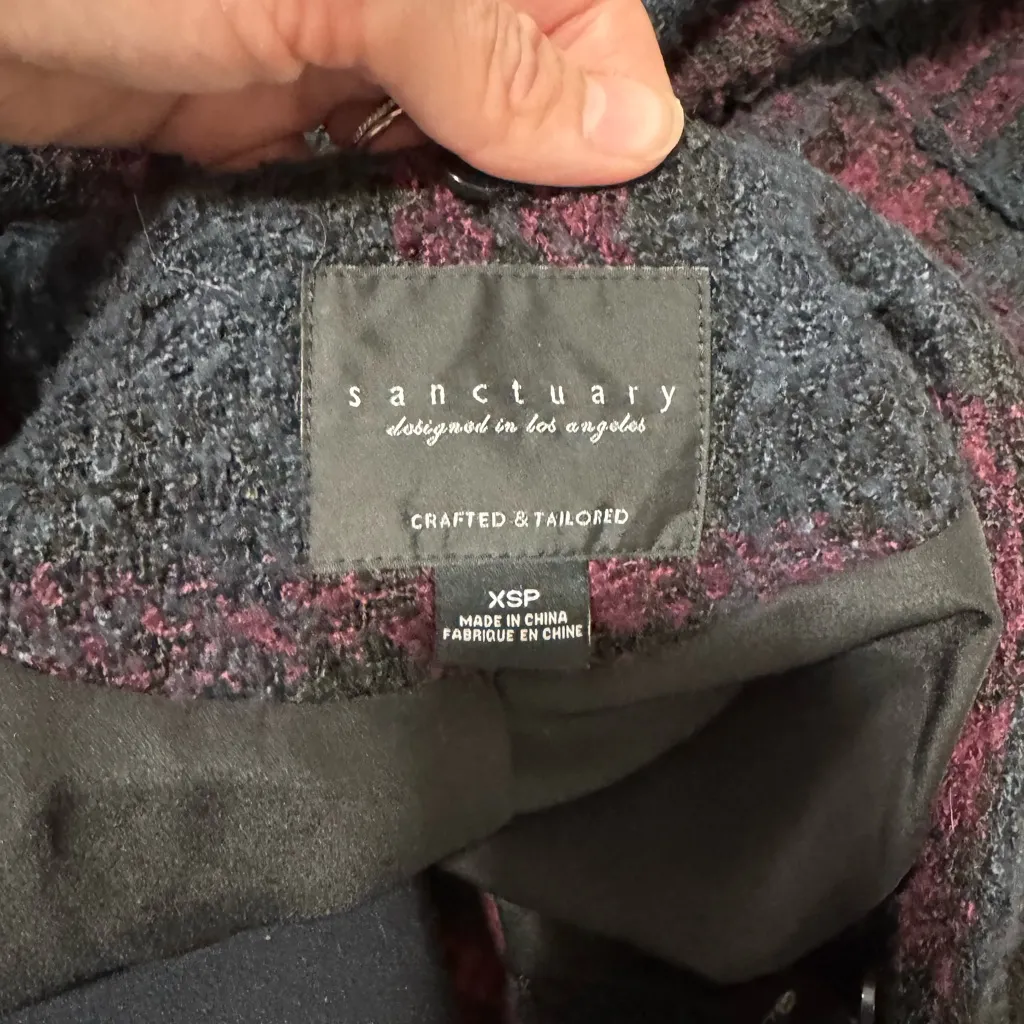 sanctuary
designed in los angeles
CRAFTED & TAILORED
XSP
MADE IN CHINA
FABRIQUE EN CHINE